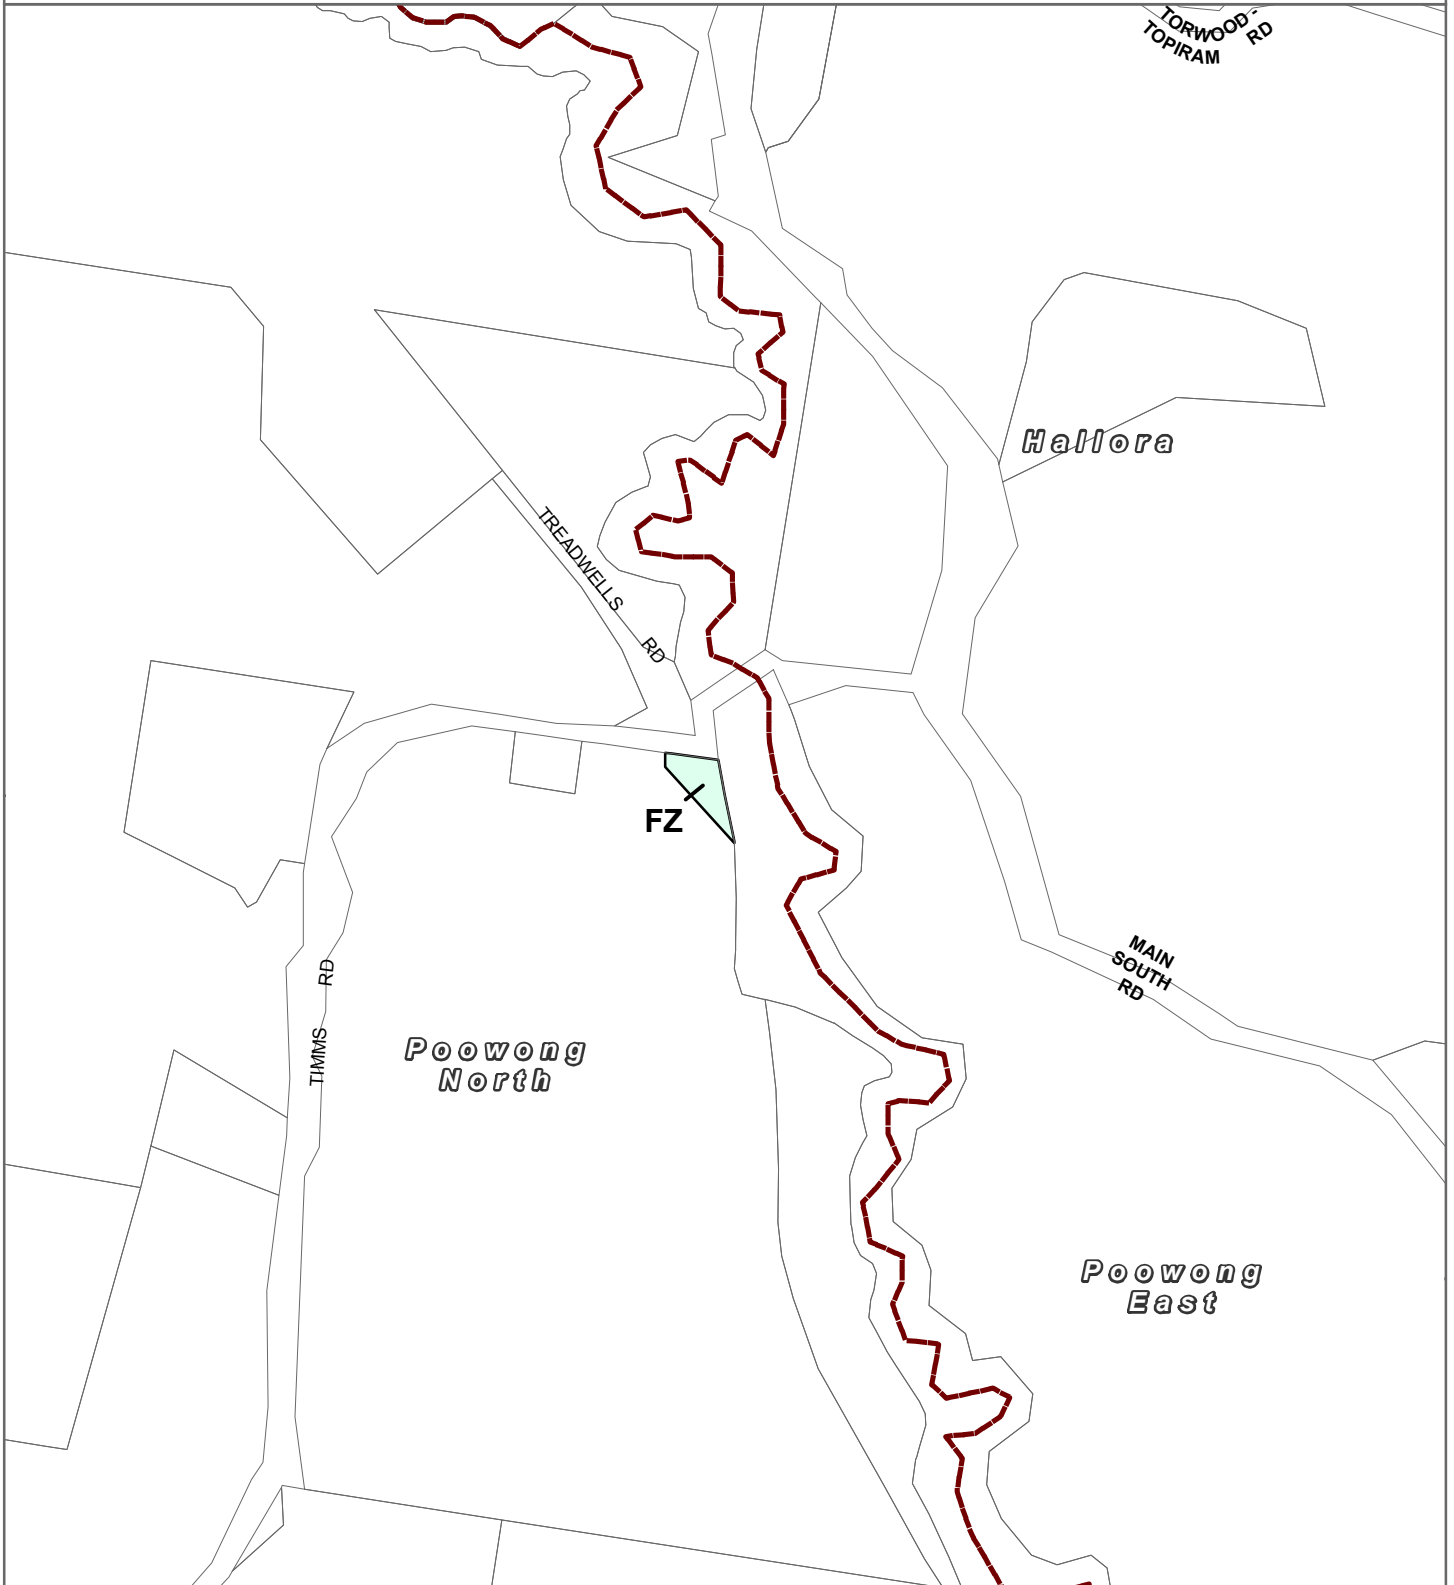 TORWOOD -
TOPIRAM RD
Hallora
TREADWELLS RD
FZ
MAIN
SOUTH
RD
TIMMS RD
Poowong
North
Poowong
East